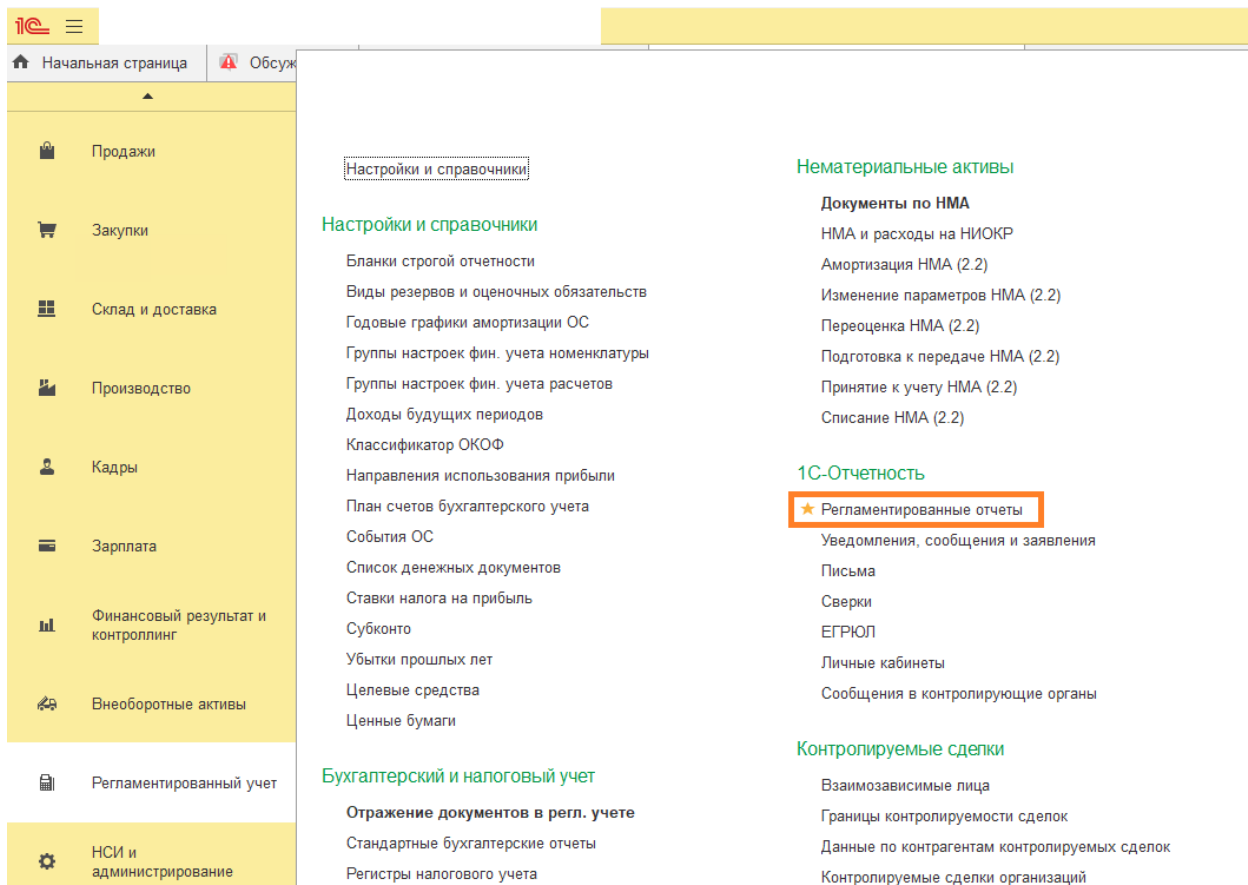 1С
Начальная страница
Обсуж
Продажи
Закупки
Склад и доставка
Производство
Кадры
Зарплата
Финансовый результат и
контроллинг
Внеоборотные активы
Регламентированный учет
НСИ и
администрирование
Настройки и справочники
Настройки и справочники
Бланки строгой отчетности
Виды резервов и оценочных обязательств
Годовые графики амортизации ОС
Группы настроек фин. учета номенклатуры
Группы настроек фин. учета расчетов
Доходы будущих периодов
Классификатор ОКОФ
Направления использования прибыли
План счетов бухгалтерского учета
События ОС
Список денежных документов
Ставки налога на прибыль
Субконто
Убытки прошлых лет
Целевые средства
Ценные бумаги
Бухгалтерский и налоговый учет
Отражение документов в регл. учете
Стандартные бухгалтерские отчеты
Регистры налогового учета
Нематериальные активы
Документы по НМА
НМА и расходы на НИОКР
Амортизация НМА (2.2)
Изменение параметров НМА (2.2)
Переоценка НМА (2.2)
Подготовка к передаче НМА (2.2)
Принятие к учету НМА (2.2)
Списание НМА (2.2)
1С-Отчетность
Регламентированные отчеты
Уведомления, сообщения и заявления
Письма
Сверки
ЕГРЮЛ
Личные кабинеты
Сообщения в контролирующие органы
Контролируемые сделки
Взаимозависимые лица
Границы контролируемости сделок
Данные по контрагентам контролируемых сделок
Контролируемые сделки организаций